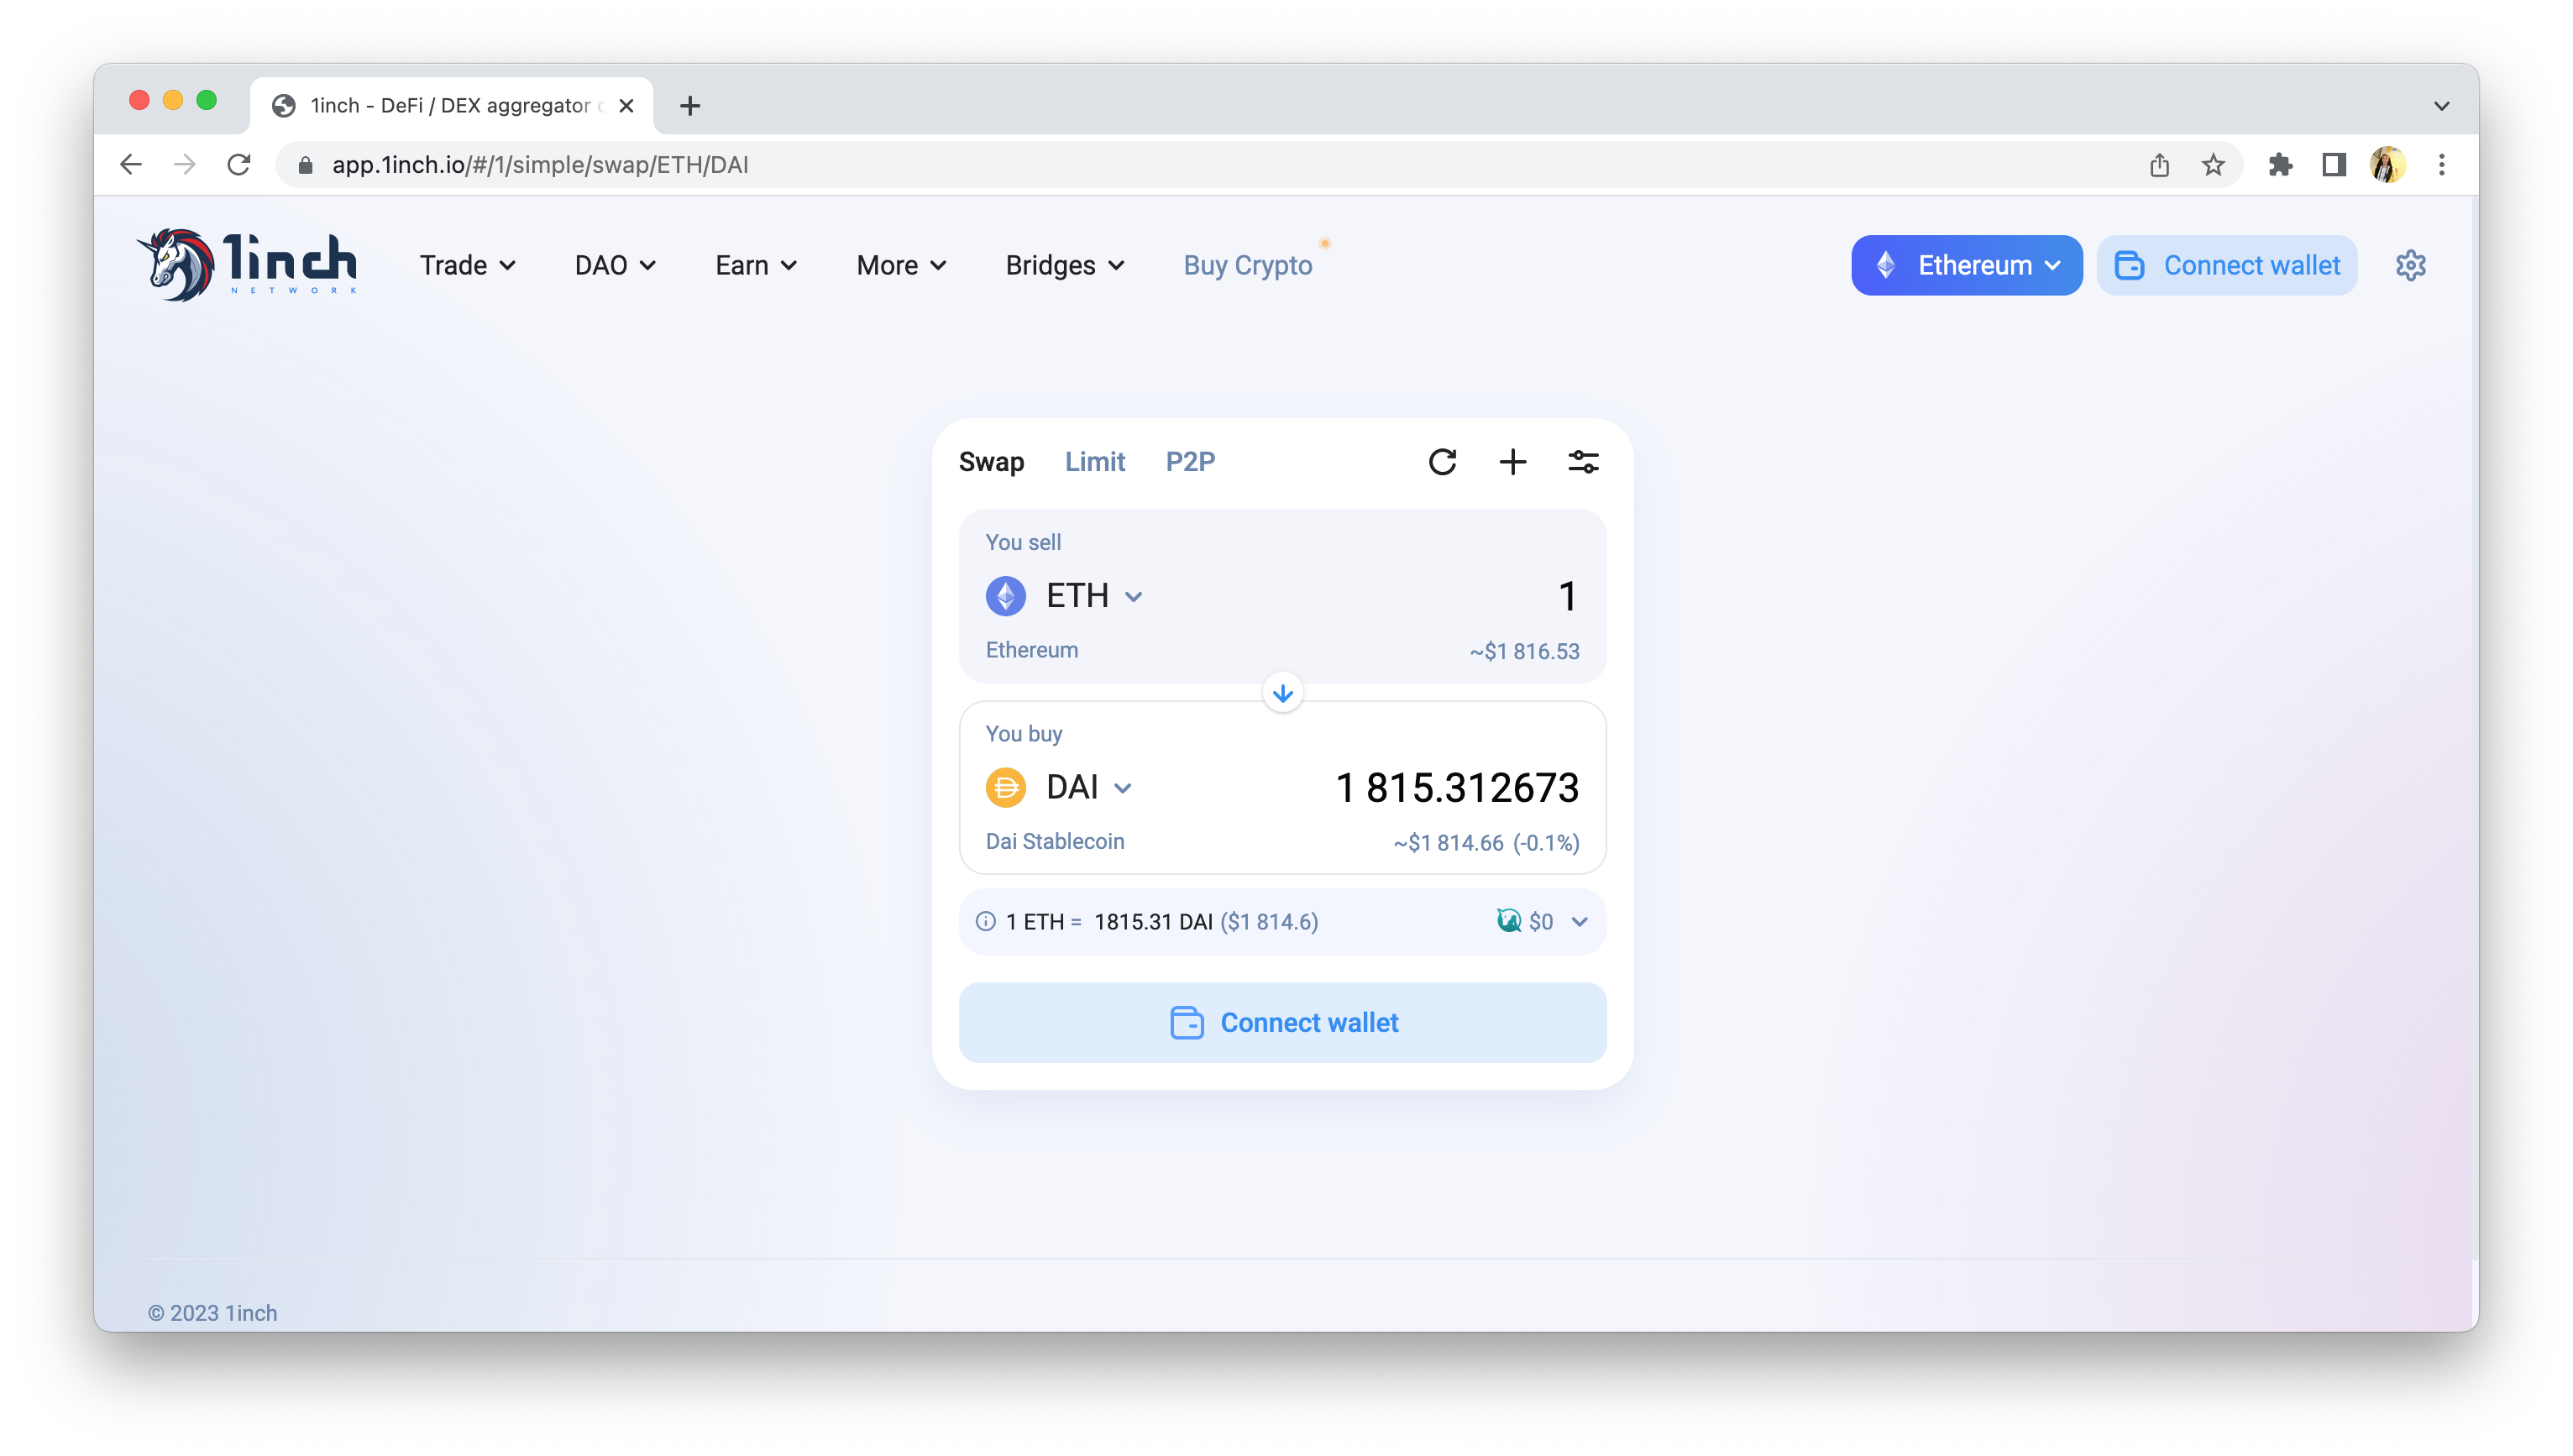 1inch - DeFi / DEX aggregator
app.1inch.io/#/1/simple/swap/ETH/DAI
1inch
NETWORK
Trade
DAO
Earn
More
Bridges
Buy Crypto
Ethereum
Connect wallet
Swap
Limit
P2P
You sell
ETH
1
Ethereum
~$1 816.53
You buy
DAI
1 815.312673
Dai Stablecoin
~$1 814.66 (-0.1%)
1 ETH = 1815.31 DAI ($1 814.6)
$0
Connect wallet
© 2023 1inch